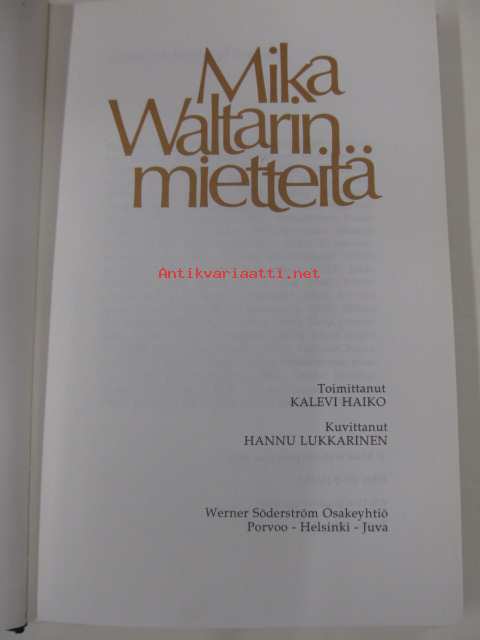 Mika
Waltarin
mietteitä
Antikvariaatti.net
Toimittanut
KALEVI HAIKO
Kuvittanut
HANNU LUKKARINEN
Werner Söderström Osakeyhtiö
Porvoo - Helsinki - Juva